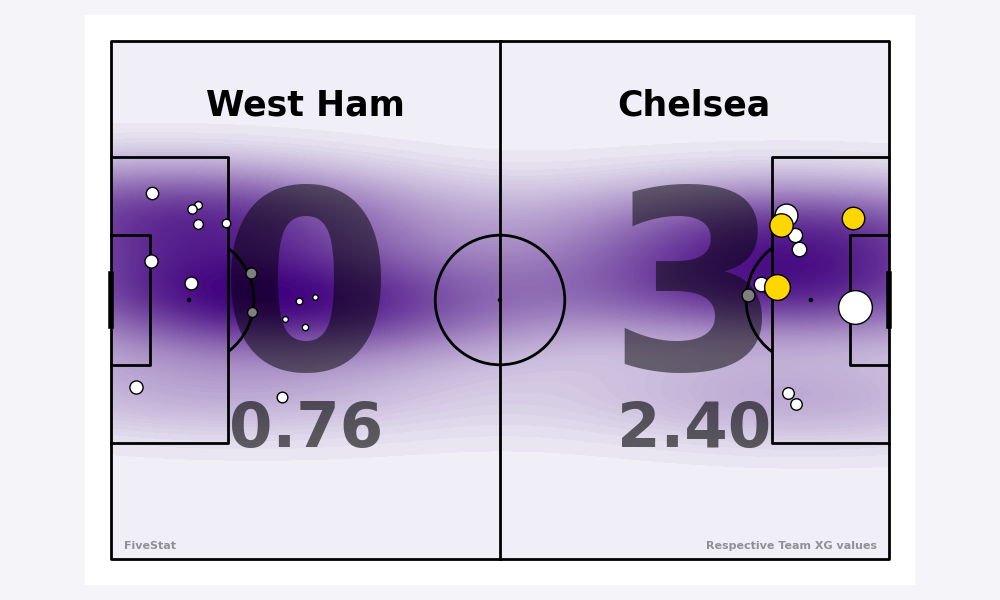 West Ham
Chelsea
0
3
0.76
2.40
FiveStat
Respective Team XG values